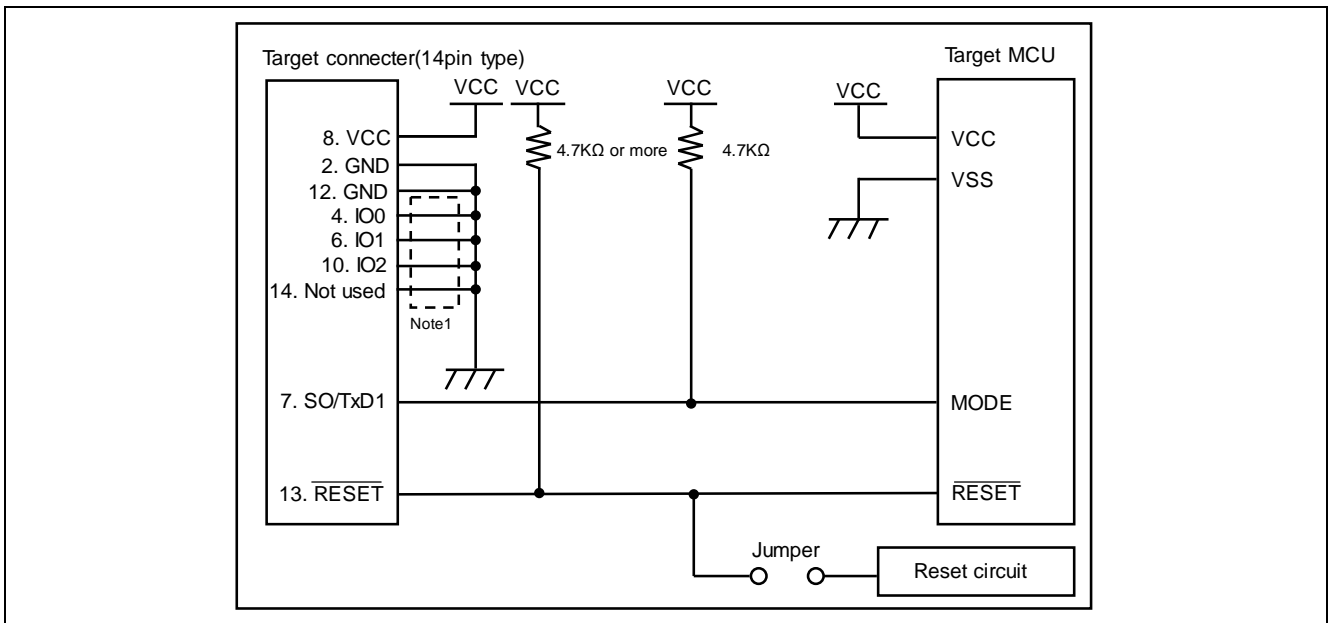 Target connecter(14pin type)
Target MCU
VCC
VCC
VCC
VCC
8. VCC
2. GND
12. GND
4. IO0
6. IO1
10. IO2
14. Not used
Note1
4.7KΩ or more
4.7KΩ
VCC
VSS
7. SO/TxD1
MODE
13. RESET
RESET
Jumper
Reset circuit